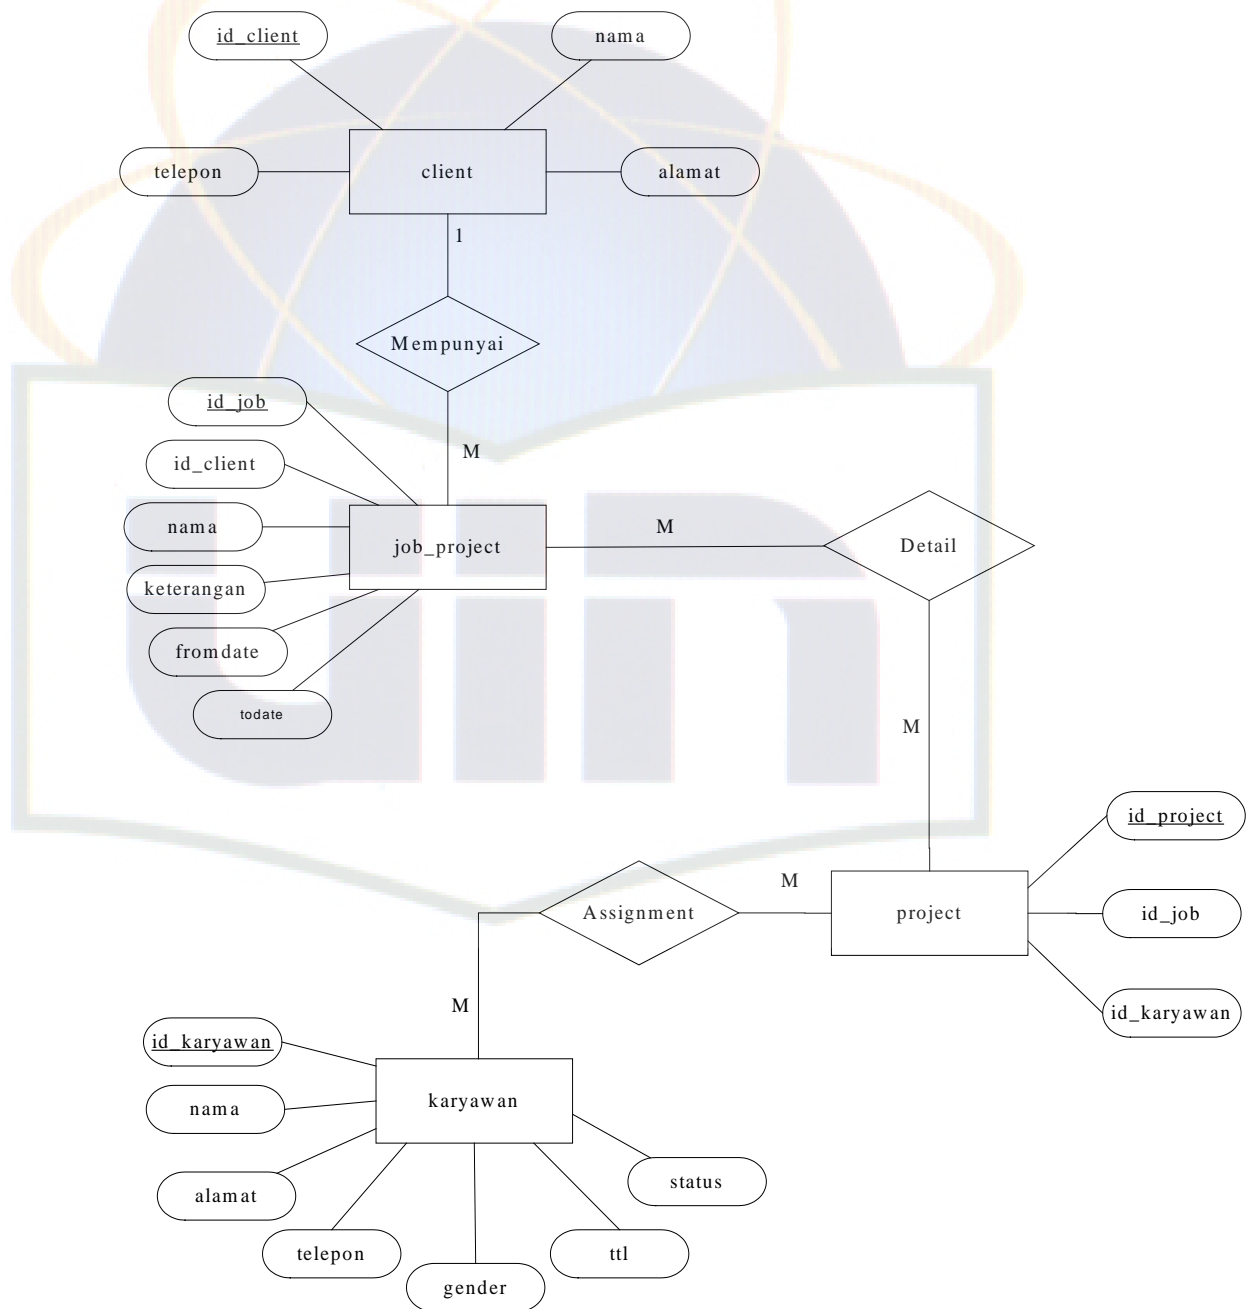 id_client
nama
telepon
client
alamat
1
Mempunyai
id_job
M
id_client
nama
job_project
M
Detail
keterangan
fromdate
todate
M
id_project
M
Assignment
project
id_job
M
id_karyawan
id_karyawan
nama
karyawan
alamat
status
telepon
ttl
gender
uin